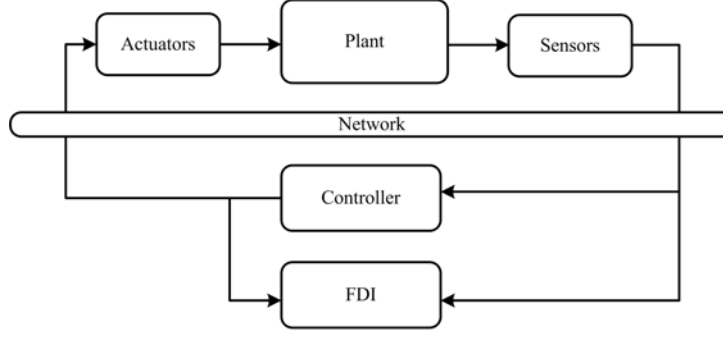 Actuators
Plant
Sensors
Network
Controller
FDI